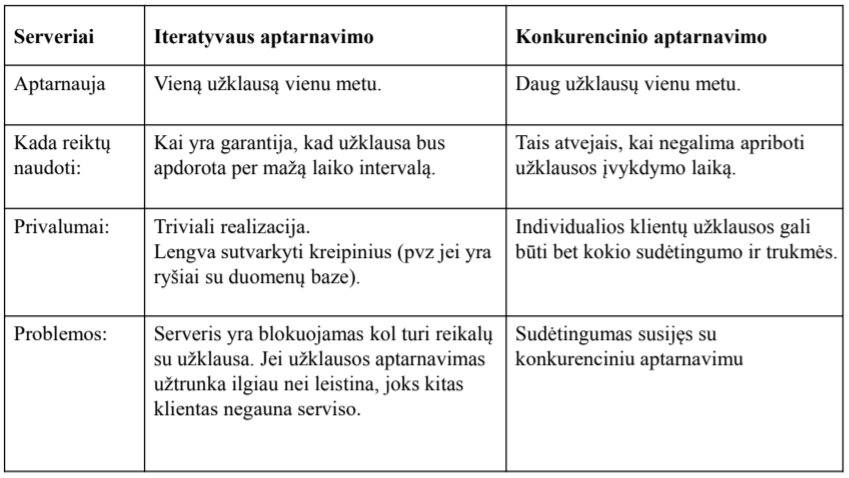 Serveriai
Iteratyvaus aptarnavimo
Konkurencinio aptarnavimo
Aptarnauja
Vieną užklausą vienu metu.
Daug užklausų vienu metu.
Kada reiktų
naudoti:
Kai yra garantija, kad užklausa bus
apdorota per mažą laiko intervalą.
Tais atvejais, kai negalima apriboti
užklausos įvykdymo laiką.
Privalumai:
Triviali realizacija.
Lengva sutvarkyti kreipinius (pvz jei yra
ryšiai su duomenų baze).
Individualios klientų užklausos gali
būti bet kokio sudėtingumo ir trukmės.
Problemos:
Serveris yra blokuojamas kol turi reikalų
su užklausa. Jei užklausos aptarnavimas
užtrunka ilgiau nei leistina, joks kitas
klientas negauna serviso.
Sudėtingumas susijęs su
konkurenciniu aptarnavimu